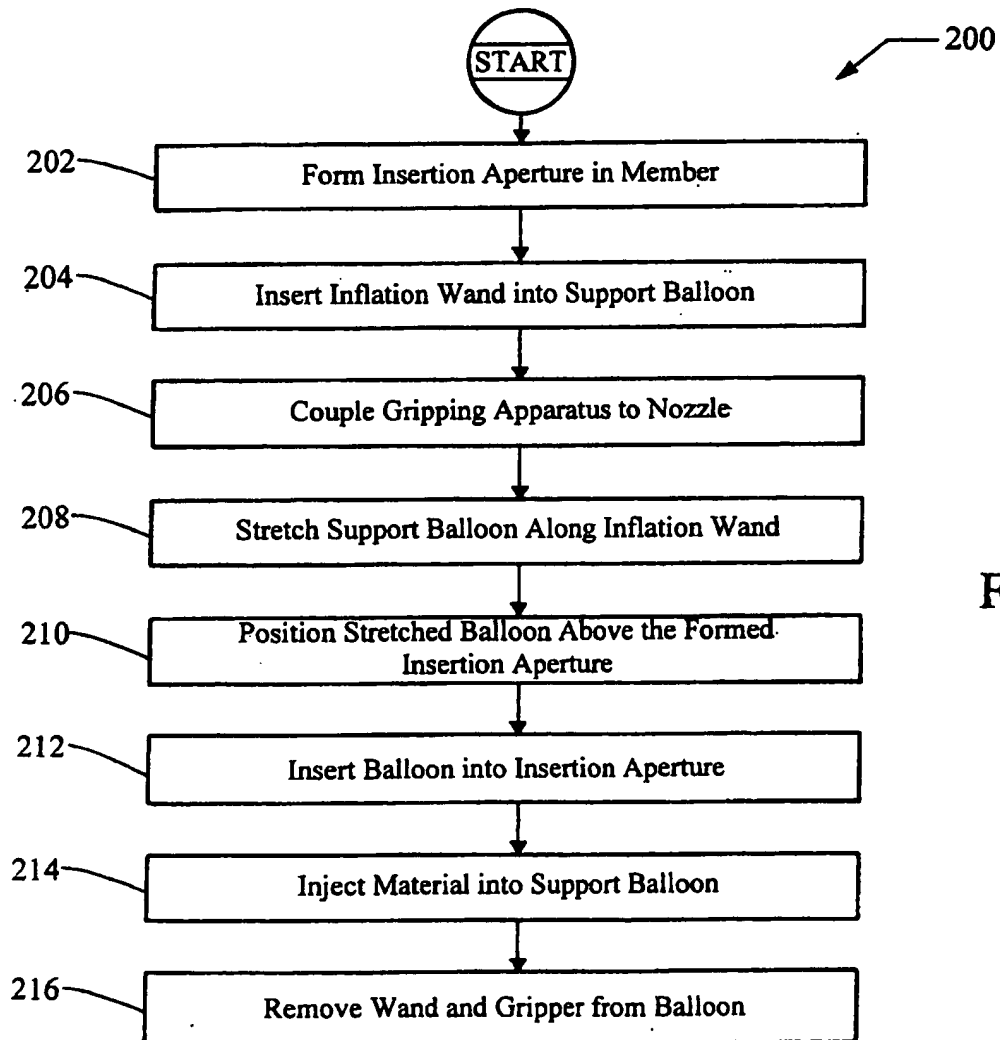 START
200
202
Form Insertion Aperture in Member
204
Insert Inflation Wand into Support Balloon
206
Couple Gripping Apparatus to Nozzle
208
Stretch Support Balloon Along Inflation Wand
F
210
Position Stretched Balloon Above the Formed
Insertion Aperture
212
Insert Balloon into Insertion Aperture
214
Inject Material into Support Balloon
216
Remove Wand and Gripper from Balloon